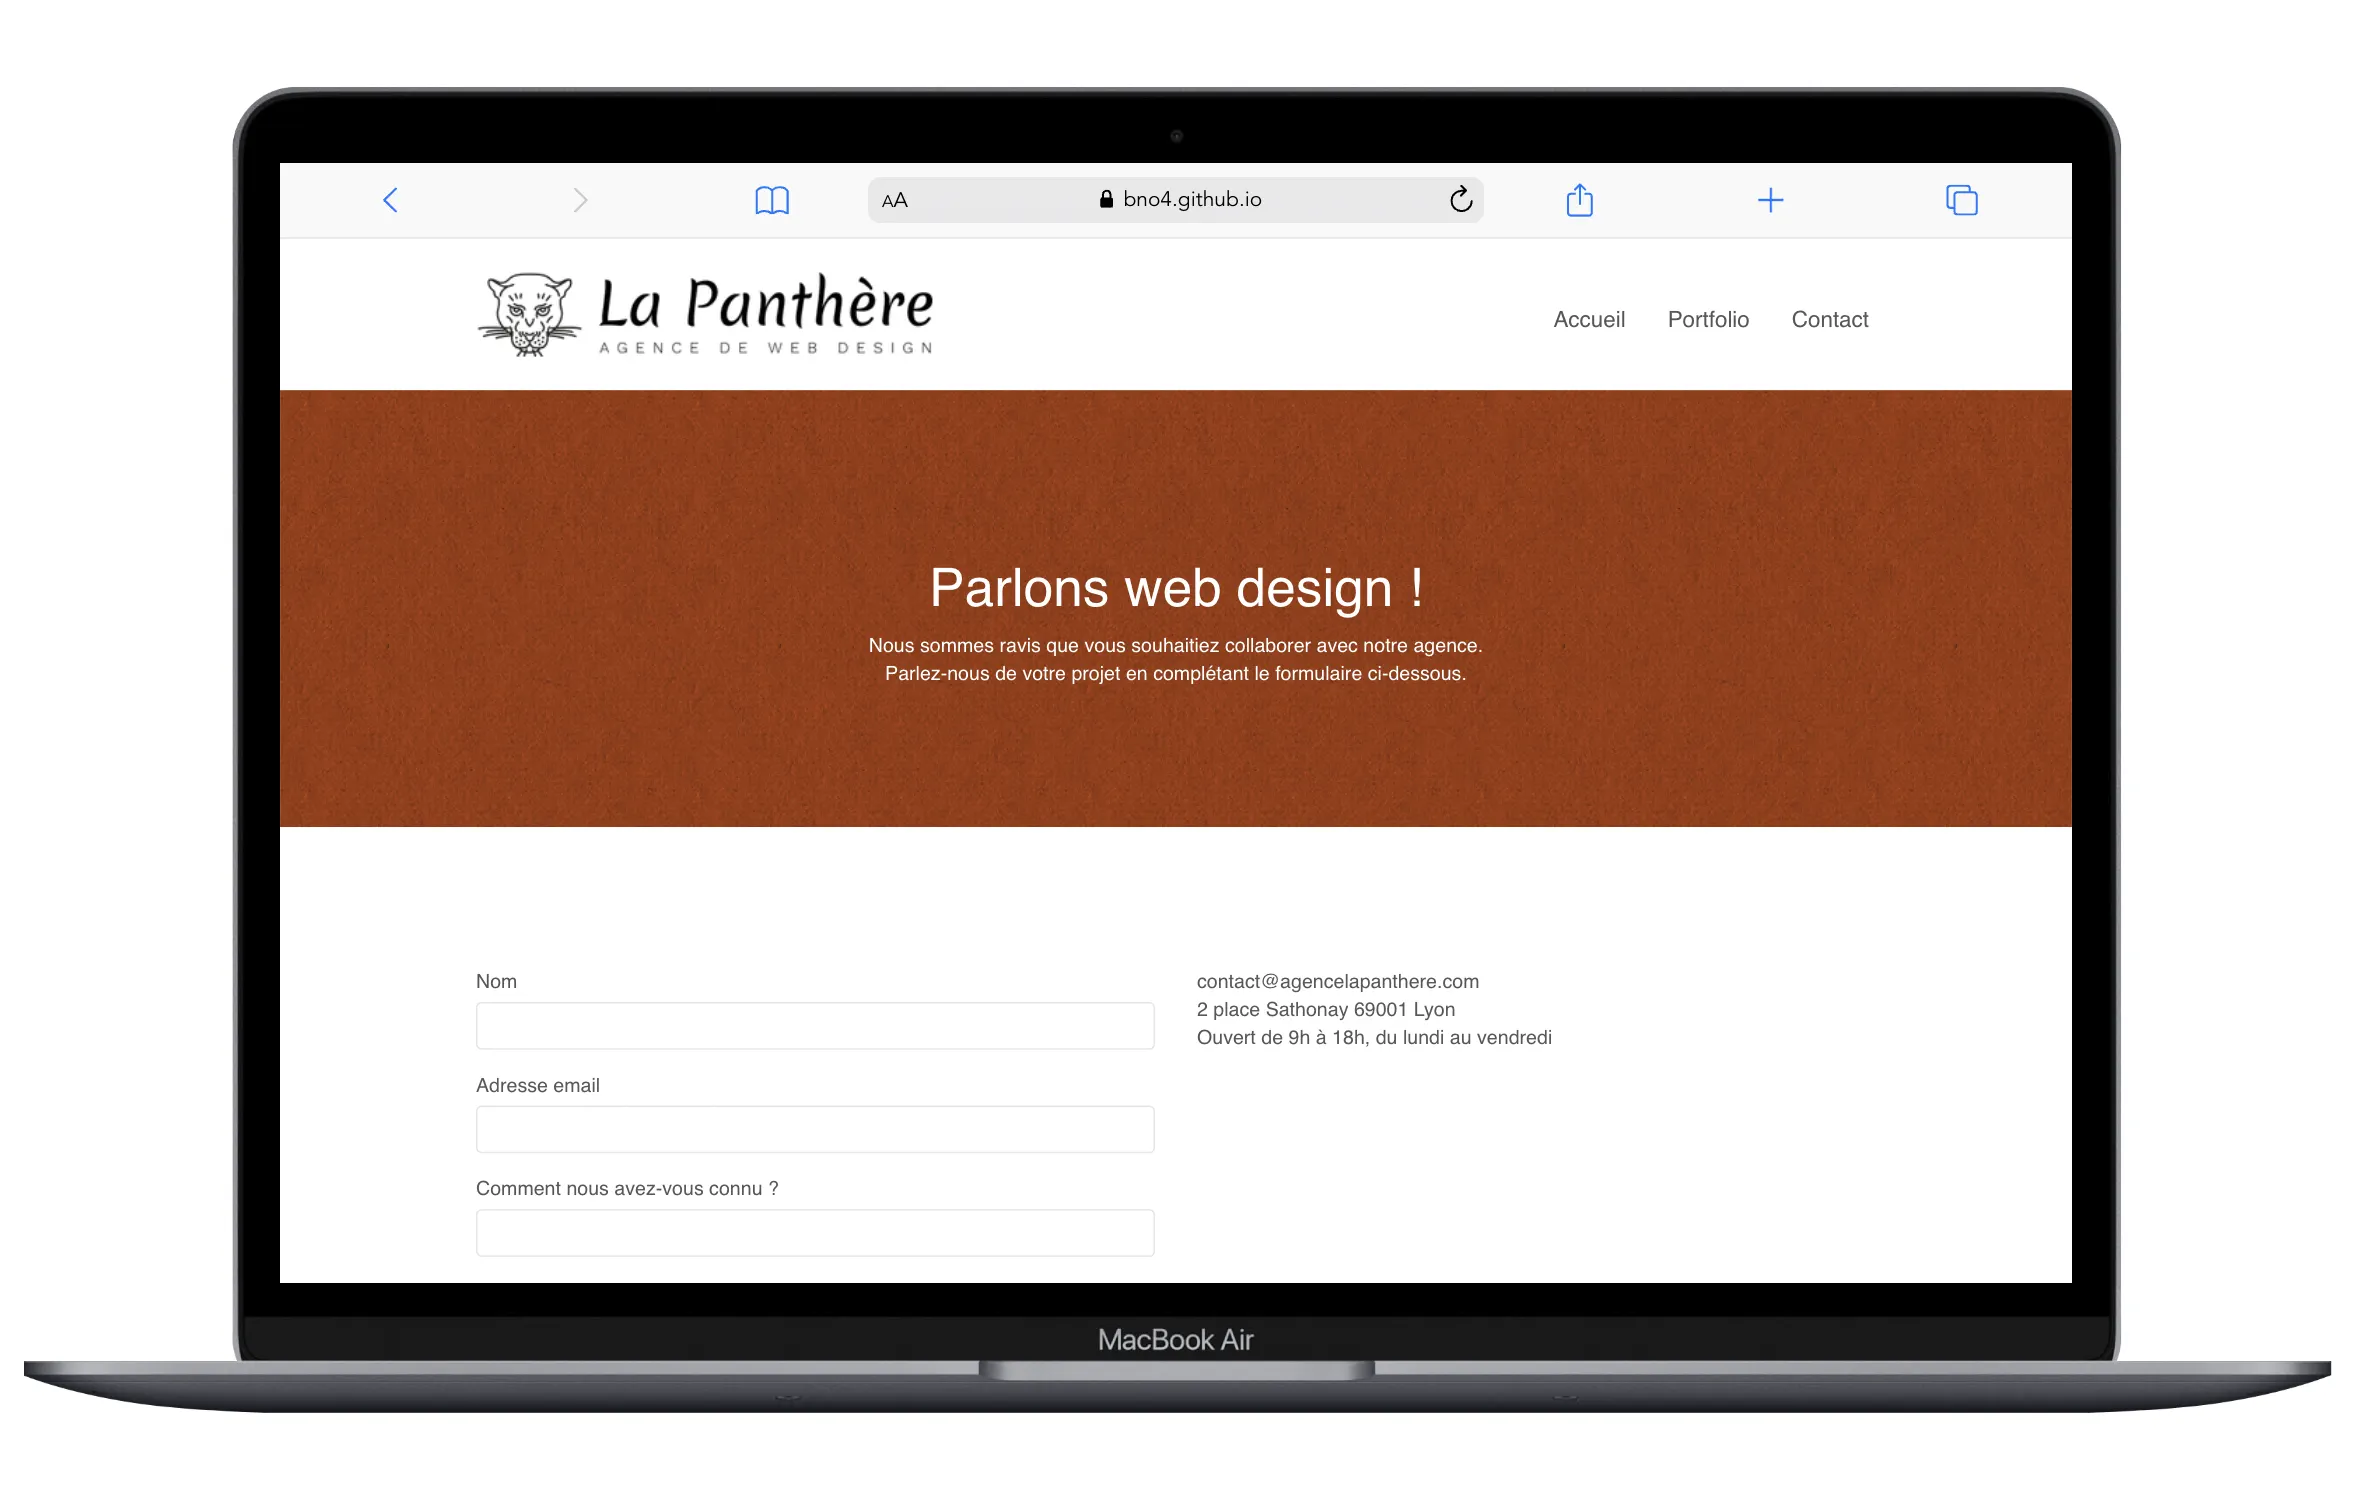 AA
bno4.github.io
La Panthère
AGENCE DE WEB DESIGN
Accueil
Portfolio
Contact
Parlons web design !
Nous sommes ravis que vous souhaitiez collaborer avec notre agence.
Parlez-nous de votre projet en complétant le formulaire ci-dessous.
Nom
Adresse email
Comment nous avez-vous connu ?
contact@agencelapanthere.com
2 place Sathonay 69001 Lyon
Ouvert de 9h à 18h, du lundi au vendredi
MacBook Air